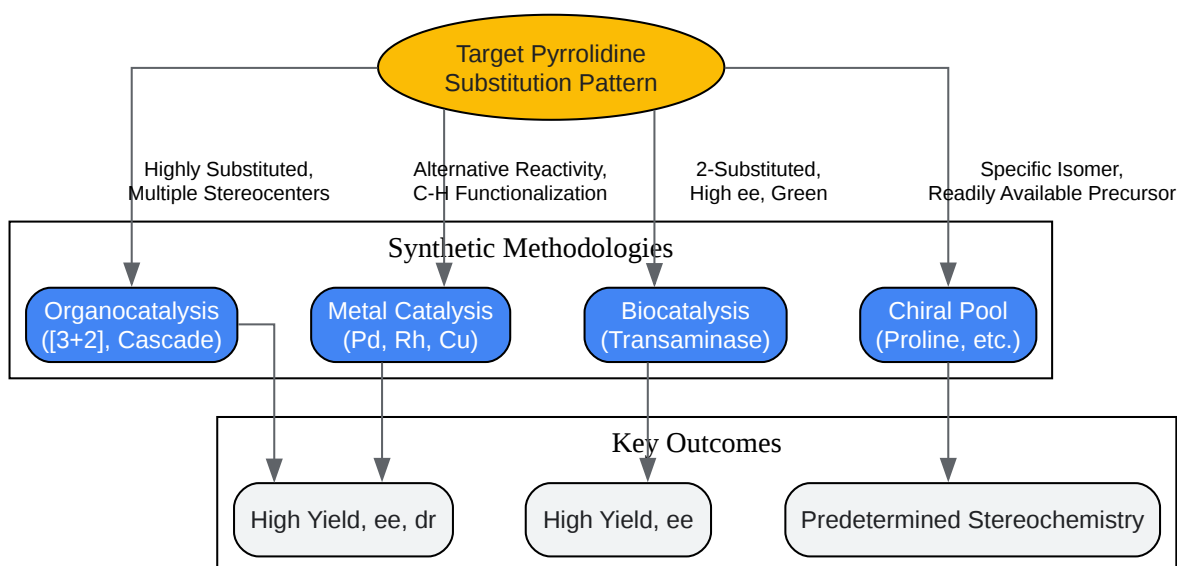 Target Pyrrolidine
Substitution Pattern
Highly Substituted,
Multiple Stereocenters
Alternative Reactivity,
C-H Functionalization
2-Substituted,
High ee, Green
Specific Isomer,
Readily Available Precursor
Synthetic Methodologies
Organocatalysis
([3+2], Cascade)
Metal Catalysis
(Pd, Rh, Cu)
Biocatalysis
(Transaminase)
Chiral Pool
(Proline, etc.)
Key Outcomes
High Yield, ee, dr
High Yield, ee
Predetermined Stereochemistry